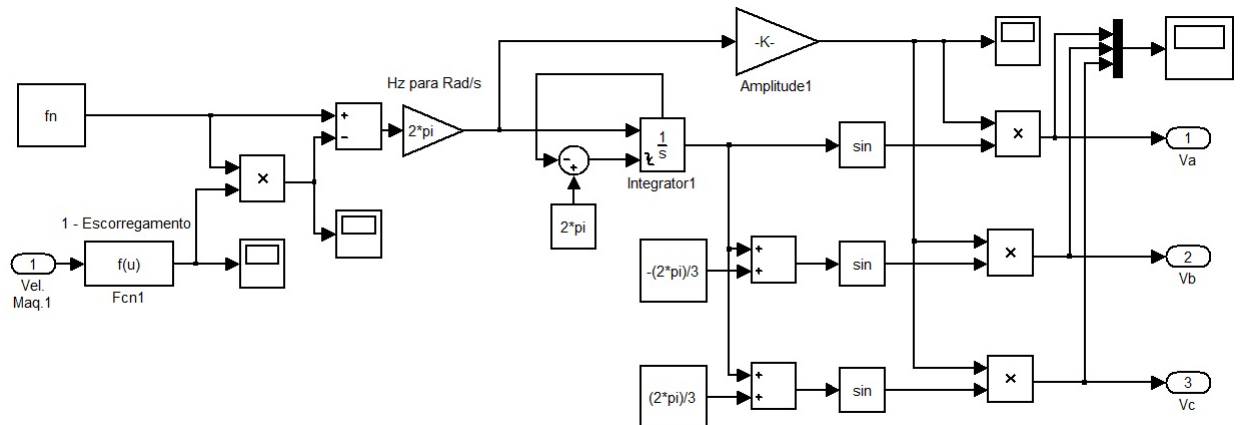 -K-
Amplitude1
Hz para Rad/s
fn
+
-
2*pi
1
s
Integrator1
-
+
2*pi
×
1 - Escorregamento
1
Vel.
Maq.1
f(u)
Fcn1
sin
×
1
Va
-(2*pi)/3
+
+
sin
×
2
Vb
(2*pi)/3
+
+
sin
×
3
Vc